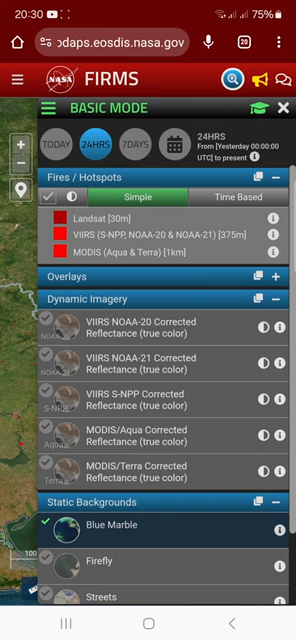 20:30
75%
odaps.eosdis.nasa.gov
20
NASA
FIRMS
BASIC MODE
TODAY
24HRS
7DAYS
24HRS
From [Yesterday 00:00:00
UTC] to present
Fires / Hotspots
Simple
Time Based
Landsat [30m]
VIIRS (S-NPP, NOAA-20 & NOAA-21) [375m]
MODIS (Aqua & Terra) [1km]
Overlays
Dynamic Imagery
VIIRS NOAA-20 Corrected
Reflectance (true color)
NOAA-20
VIIRS NOAA-21 Corrected
Reflectance (true color)
NOAA-21
VIIRS S-NPP Corrected
Reflectance (true color)
S-NPP
MODIS/Aqua Corrected
Reflectance (true color)
Aqua
MODIS/Terra Corrected
Reflectance (true color)
Terra
Static Backgrounds
Blue Marble
Firefly
100
Streets